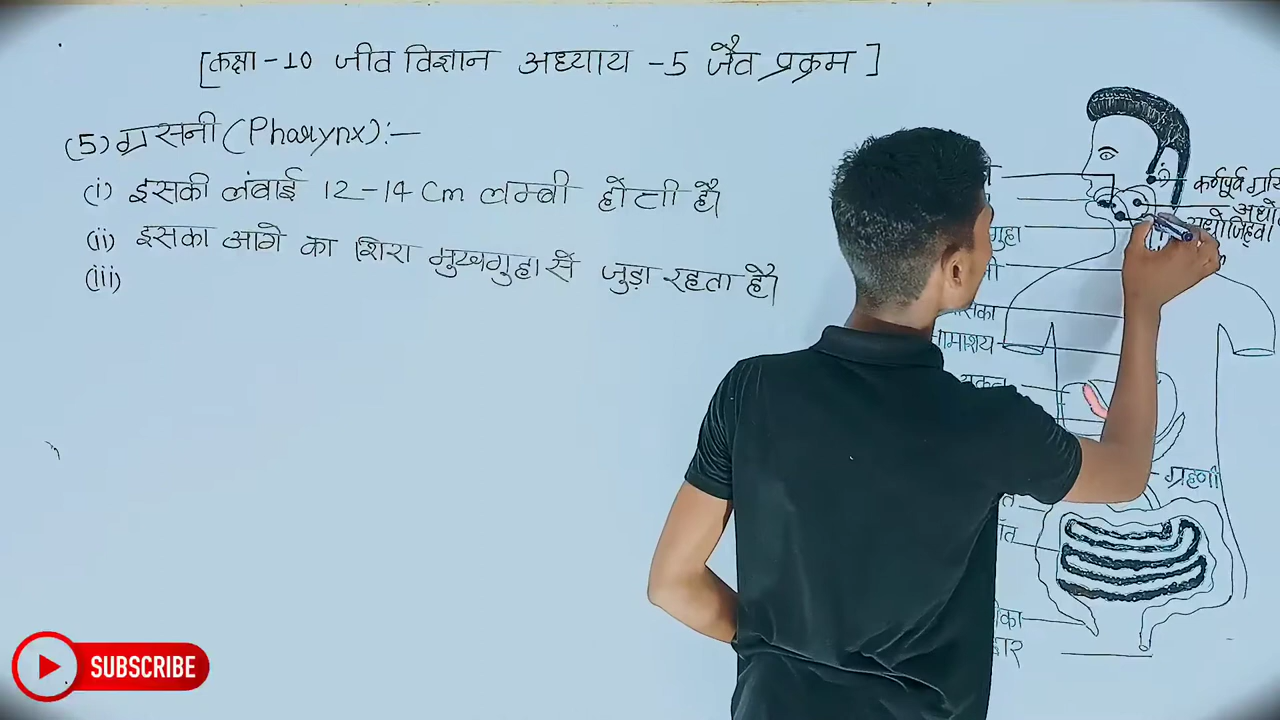 [कक्षा -10 जीव विज्ञान अध्याय -5 जैव प्रक्रम]
(5) ग्रसनी (Pharynx):—
(i) इसकी लंबाई 12-14 Cm लम्बी होती है।
(ii) इसका आगे का शिरा मुखगुहा से जुड़ा रहता है।
(iii)
कर्णपूर्व
ग्रहणी
SUBSCRIBE